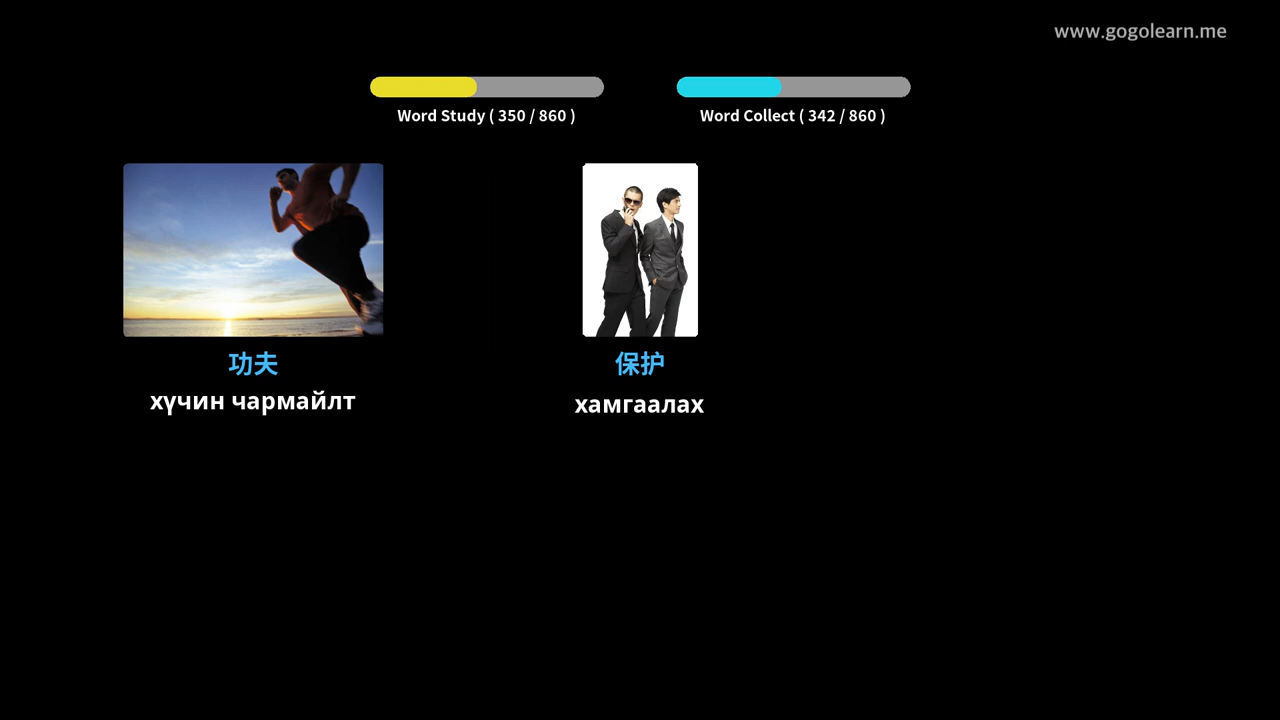 www.gogolearn.me
Word Study ( 350 / 860 )
Word Collect ( 342 / 860 )
功夫
хүчин чармайлт
保护
хамгаалах